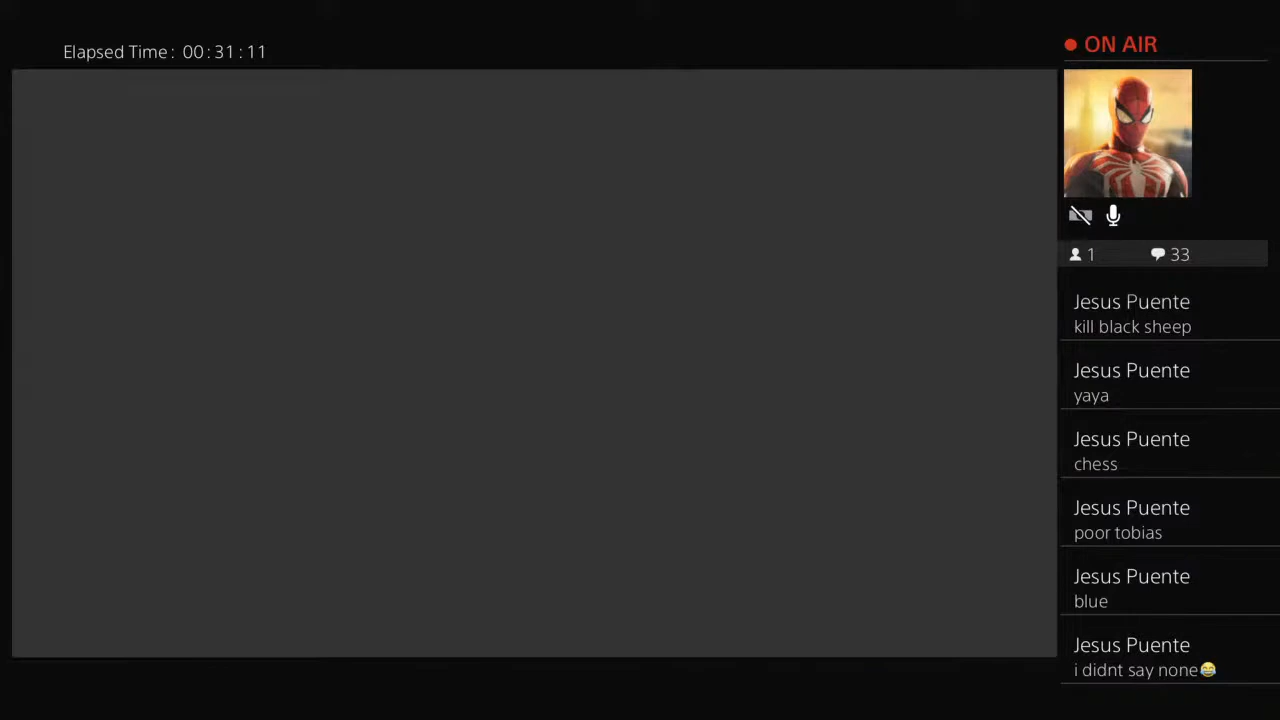 Elapsed Time: 00:31:11
ON AIR
1 33
Jesus Puente
kill black sheep
Jesus Puente
yaya
Jesus Puente
chess
Jesus Puente
poor tobias
Jesus Puente
blue
Jesus Puente
i didnt say none😂